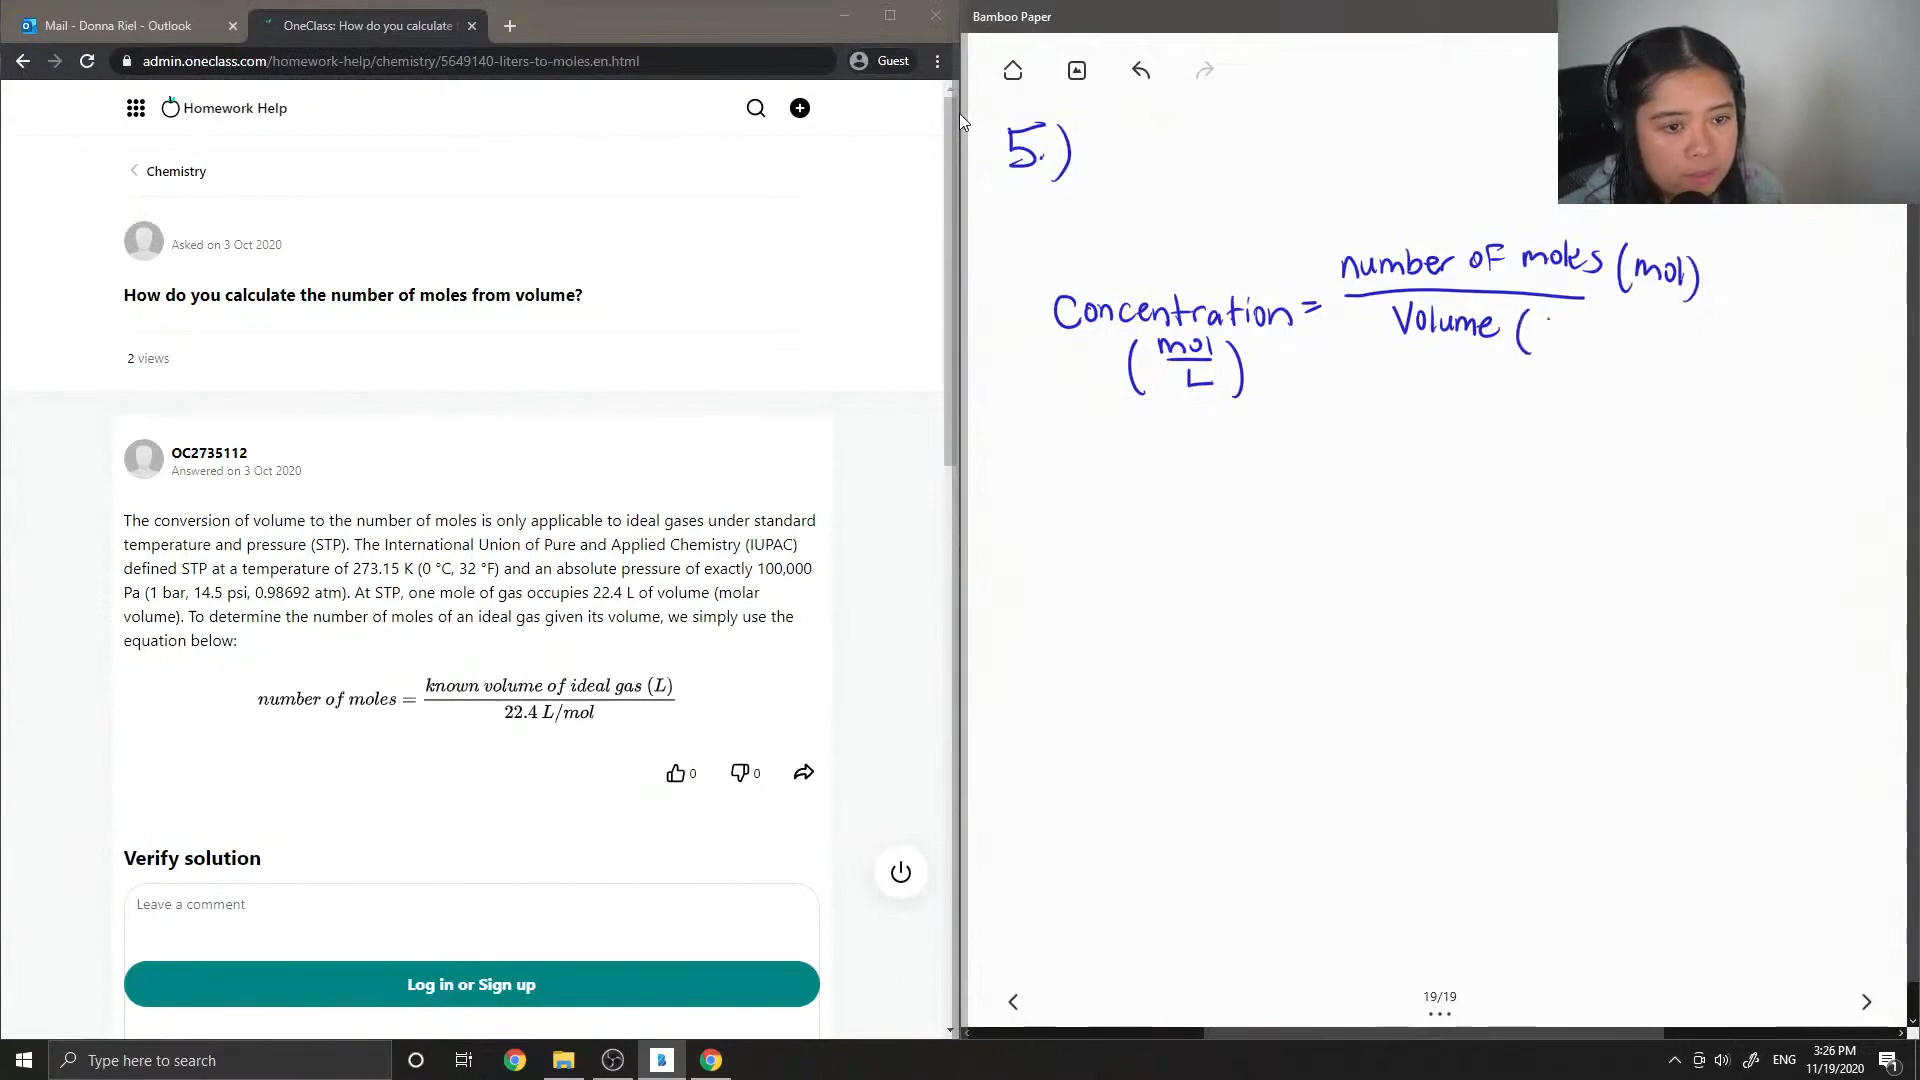 Mail - Donna Riel - Outlook
OneClass: How do you calculate
admin.oneclass.com/homework-help/chemistry/5649140-liters-to-moles.en.html
Guest
Homework Help
Chemistry
Asked on 3 Oct 2020
How do you calculate the number of moles from volume?
2 views
OC2735112
Answered on 3 Oct 2020
The conversion of volume to the number of moles is only applicable to ideal gases under standard
temperature and pressure (STP). The International Union of Pure and Applied Chemistry (IUPAC)
defined STP at a temperature of 273.15 K (0 °C, 32 °F) and an absolute pressure of exactly 100,000
Pa (1 bar, 14.5 psi, 0.98692 atm). At STP, one mole of gas occupies 22.4 L of volume (molar
volume). To determine the number of moles of an ideal gas given its volume, we simply use the
equation below:
number of moles = known volume of ideal gas (L)
22.4 L/mol
0
0
Verify solution
Leave a comment
Log in or Sign up
Bamboo Paper
5.)
number of moles (mol)
Concentration =
Volume (
(mol
L)
19/19
Type here to search
ENG
3:26 PM
11/19/2020
1